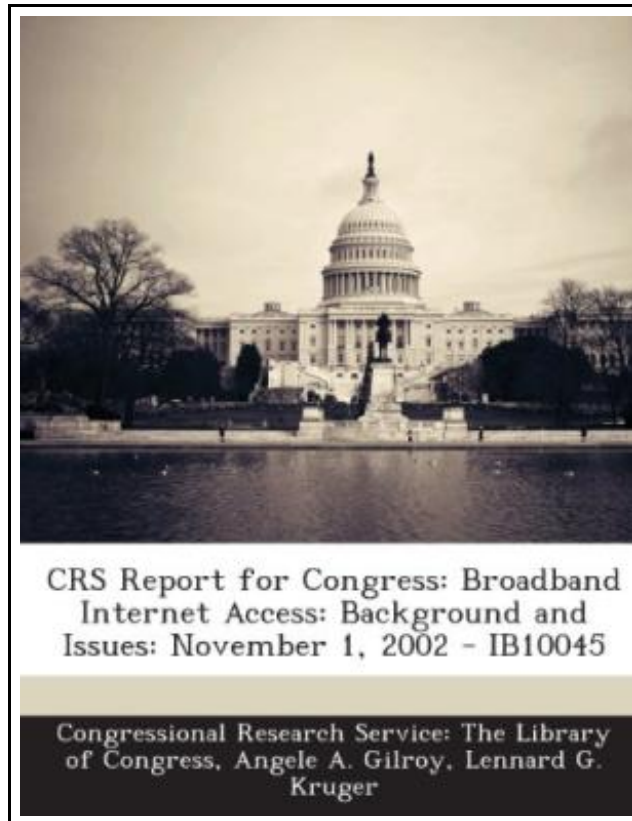 CRS Report for Congress: Broadband
Internet Access: Background and
Issues: November 1, 2002 - IB10045
Congressional Research Service: The Library
of Congress, Angele A. Gilroy, Lennard G.
Kruger